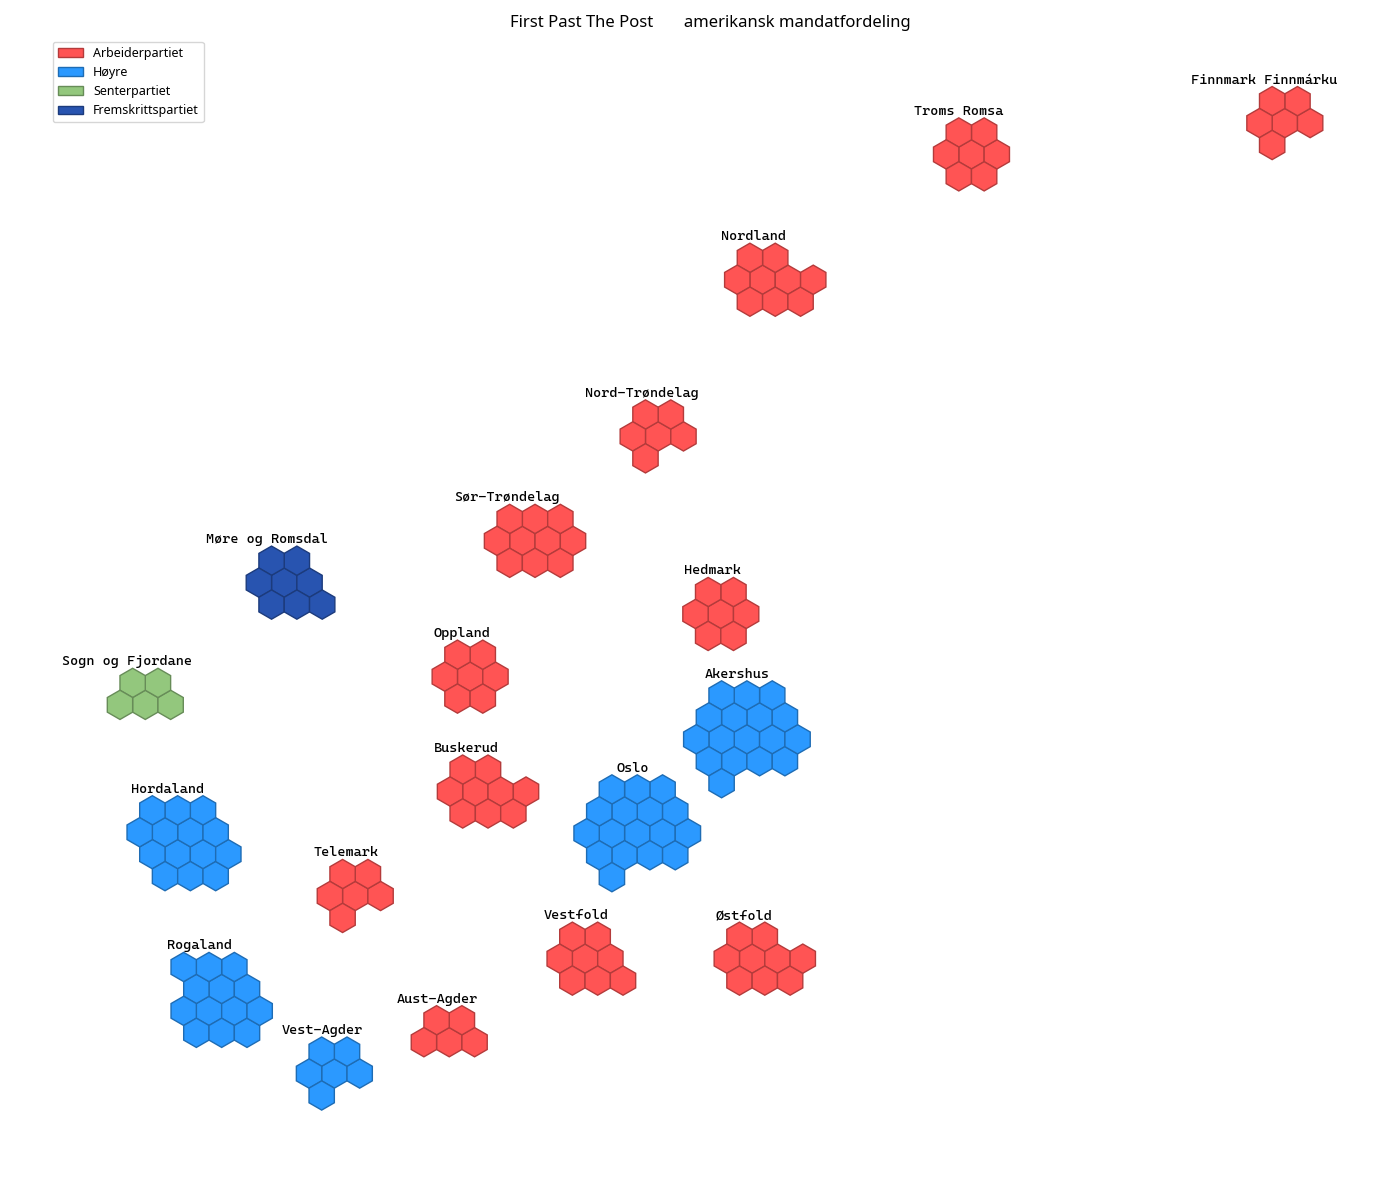 First Past The Post amerikansk mandatfordeling
Arbeiderpartiet
Høyre
Senterpartiet
Fremskrittspartiet
Finnmark Finnmárku
Troms Romsa
Nordland
Nord-Trøndelag
Sør-Trøndelag
Møre og Romsdal
Hedmark
Oppland
Sogn og Fjordane
Akershus
Buskerud
Oslo
Hordaland
Telemark
Vestfold
Østfold
Rogaland
Aust-Agder
Vest-Agder